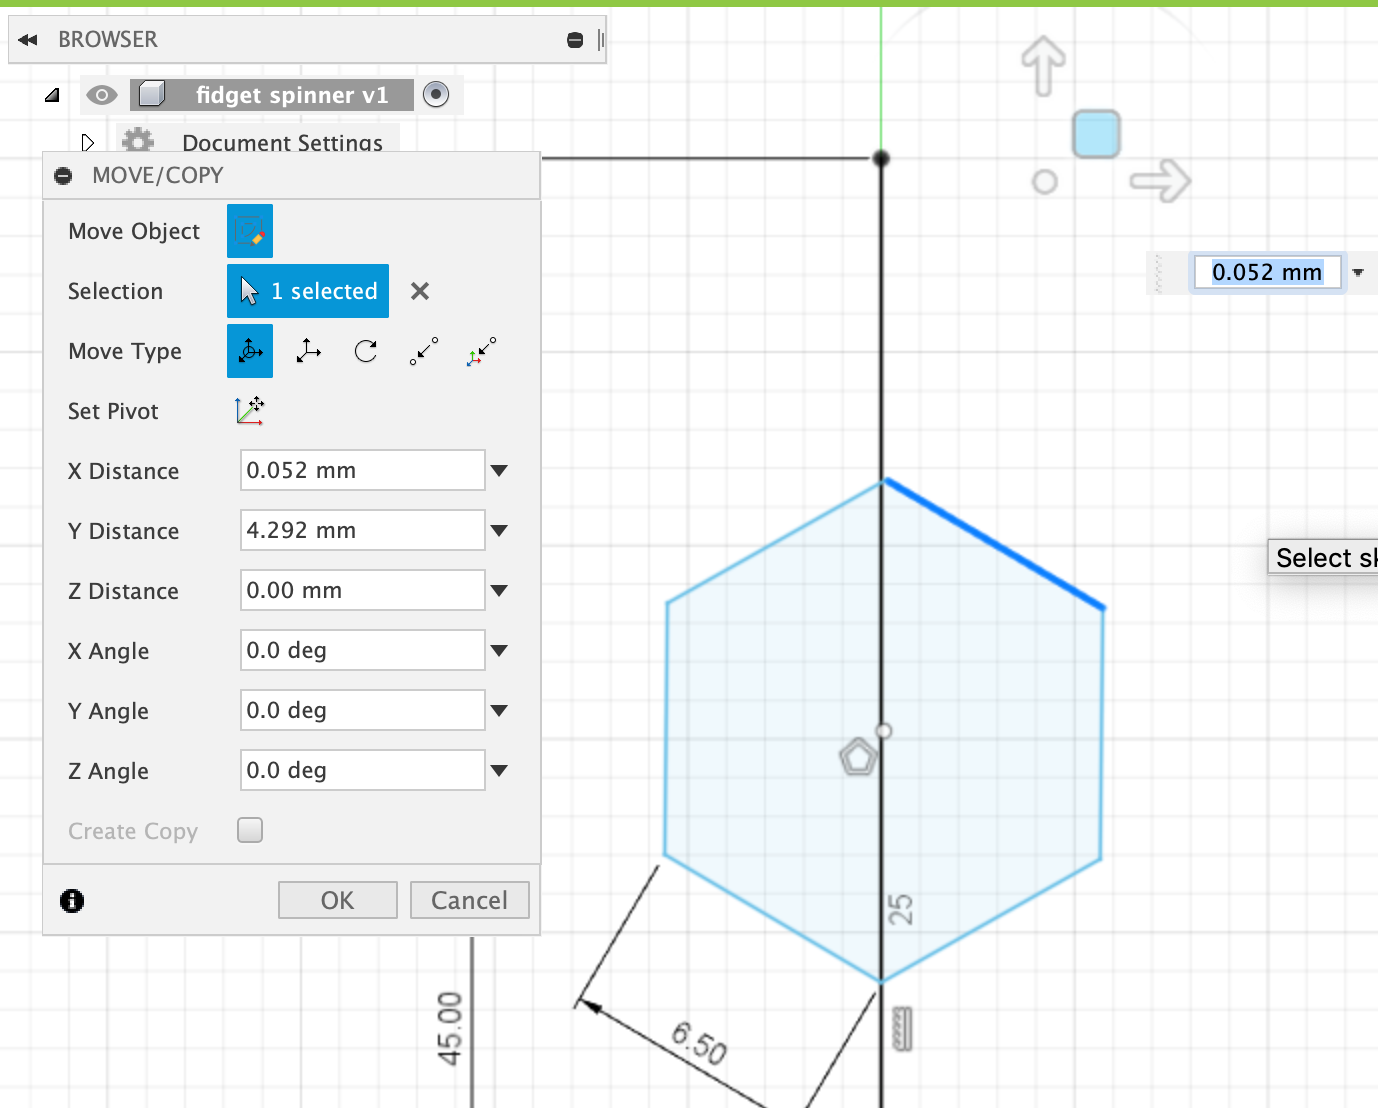 BROWSER
fidget spinner v1
Document Settings
MOVE/COPY
Move Object
Selection
1 selected
Move Type
Set Pivot
X Distance
0.052 mm
Y Distance
4.292 mm
Z Distance
0.00 mm
X Angle
0.0 deg
Y Angle
0.0 deg
Z Angle
0.0 deg
Create Copy
OK
Cancel
0.052 mm
Select sk
25
45.00
6.50